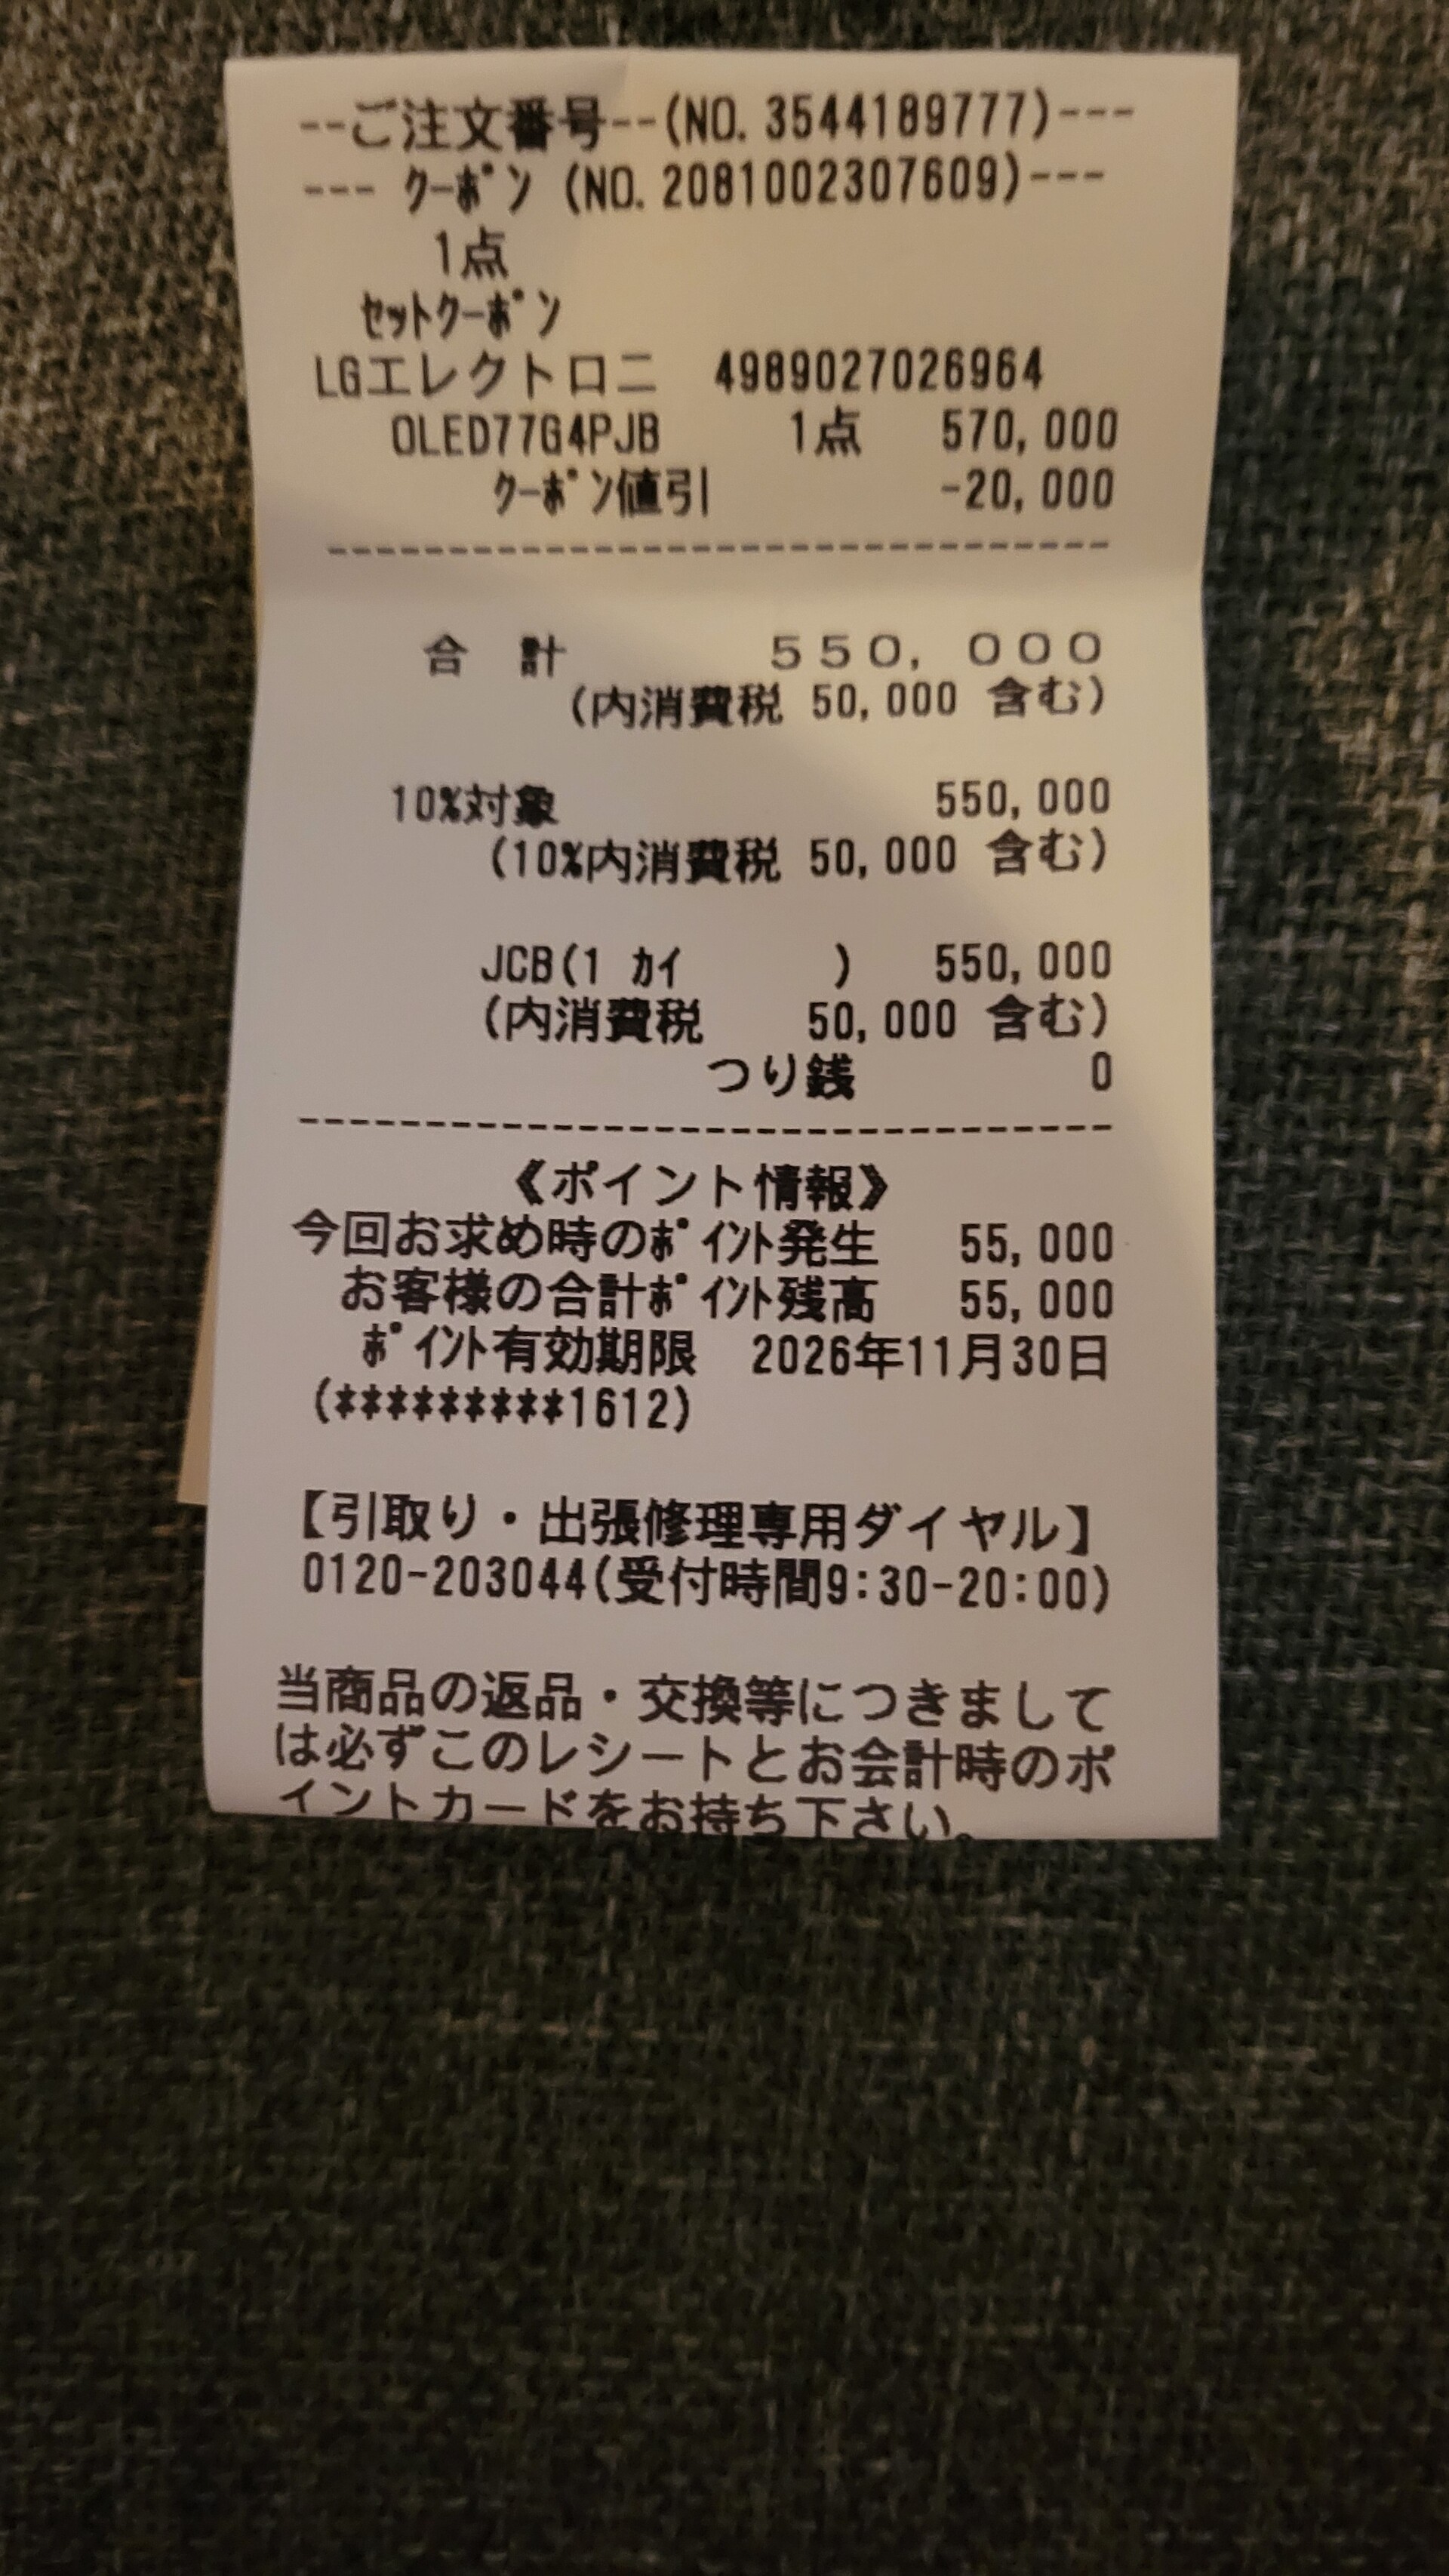 --ご注文番号--(NO.3544189777)---
--- ｸｰﾎﾟﾝ (NO.2081002307609)---
1点
ｾｯﾄｸｰﾎﾟﾝ
LGエレクトロニ 4989027026964
OLED77G4PJB 1点 570,000
ｸｰﾎﾟﾝ値引 -20,000
--------------------------------
合 計 550,000
(内消費税 50,000 含む)
10%対象 550,000
(10%内消費税 50,000 含む)
JCB(1 ｶｲ ) 550,000
(内消費税 50,000 含む)
つり銭 0
--------------------------------
《ポイント情報》
今回お求め時のﾎﾟｲﾝﾄ発生 55,000
お客様の合計ﾎﾟｲﾝﾄ残高 55,000
ﾎﾟｲﾝﾄ有効期限 2026年11月30日
(*********1612)
【引取り・出張修理専用ダイヤル】
0120-203044(受付時間9:30-20:00)
当商品の返品・交換等につきまして
は必ずこのレシートとお会計時のポ
イントカードをお持ち下さい。